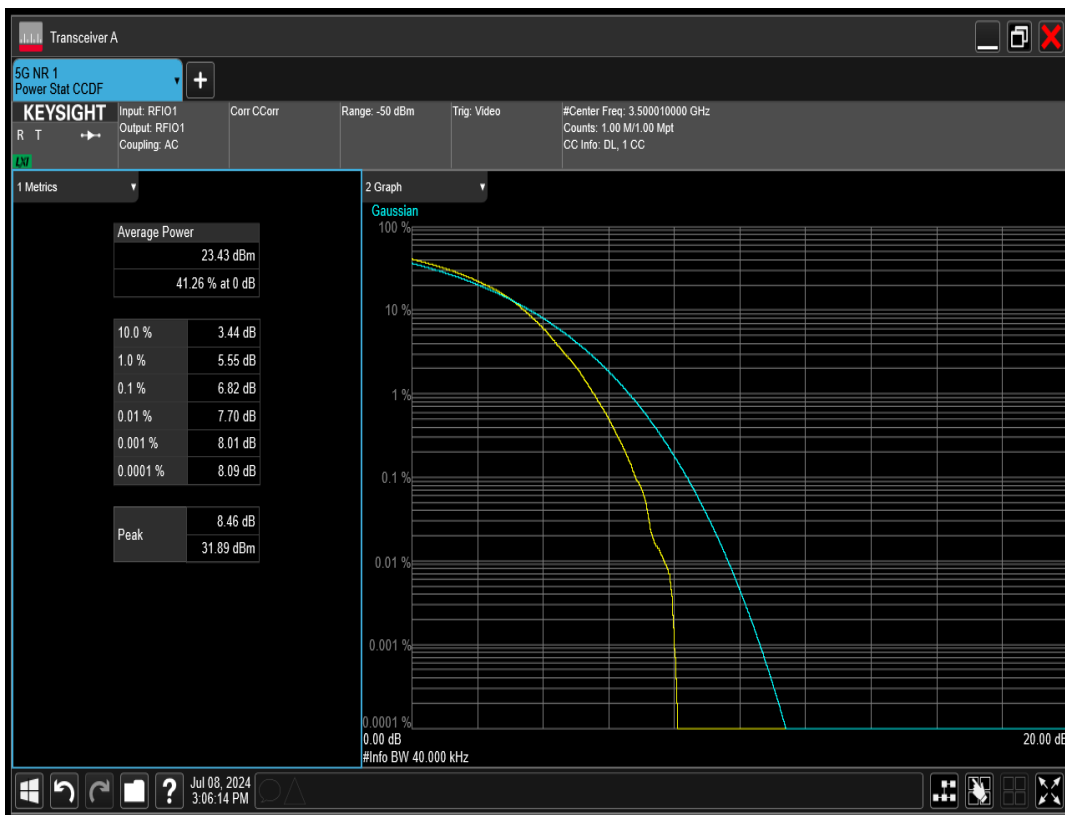 Transceiver A
5G NR 1
Power Stat CCDF
+
KEYSIGHT
R T
LXI
Input: RFIO1
Output: RFIO1
Coupling: AC
Corr CCorr
Range: -50 dBm
Trig: Video
#Center Freq: 3.500010000 GHz
Counts: 1.00 M/1.00 Mpt
CC Info: DL, 1 CC
1 Metrics
Average Power
23.43 dBm
41.26 % at 0 dB
10.0 % 3.44 dB
1.0 % 5.55 dB
0.1 % 6.82 dB
0.01 % 7.70 dB
0.001 % 8.01 dB
0.0001 % 8.09 dB
Peak 8.46 dB
31.89 dBm
2 Graph
Gaussian
100 %
10 %
1 %
0.1 %
0.01 %
0.001 %
0.0001 %
0.00 dB 20.00 dB
#Info BW 40.000 kHz
?
Jul 08, 2024
3:06:14 PM